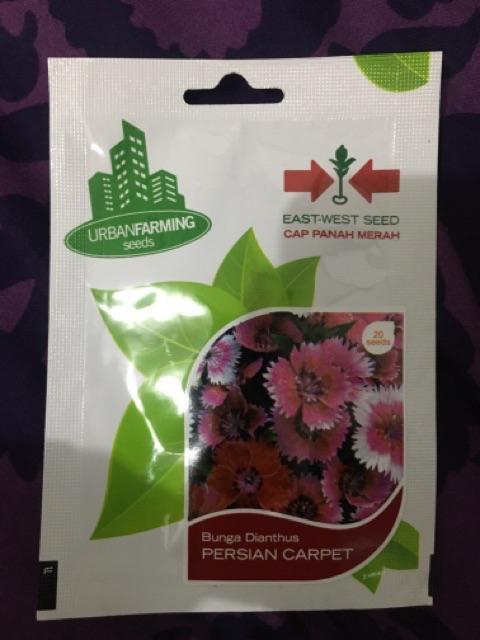 URBANFARMING
seeds
EAST-WEST SEED
CAP PANAH MERAH
20
seeds
Bunga Dianthus
PERSIAN CARPET